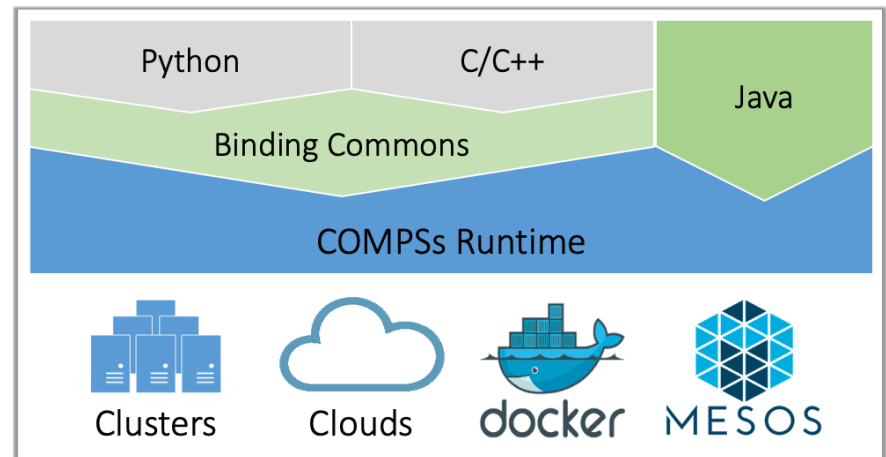 Python
C/C++
Java
Binding Commons
COMPSs Runtime
Clusters
Clouds
docker
MESOS